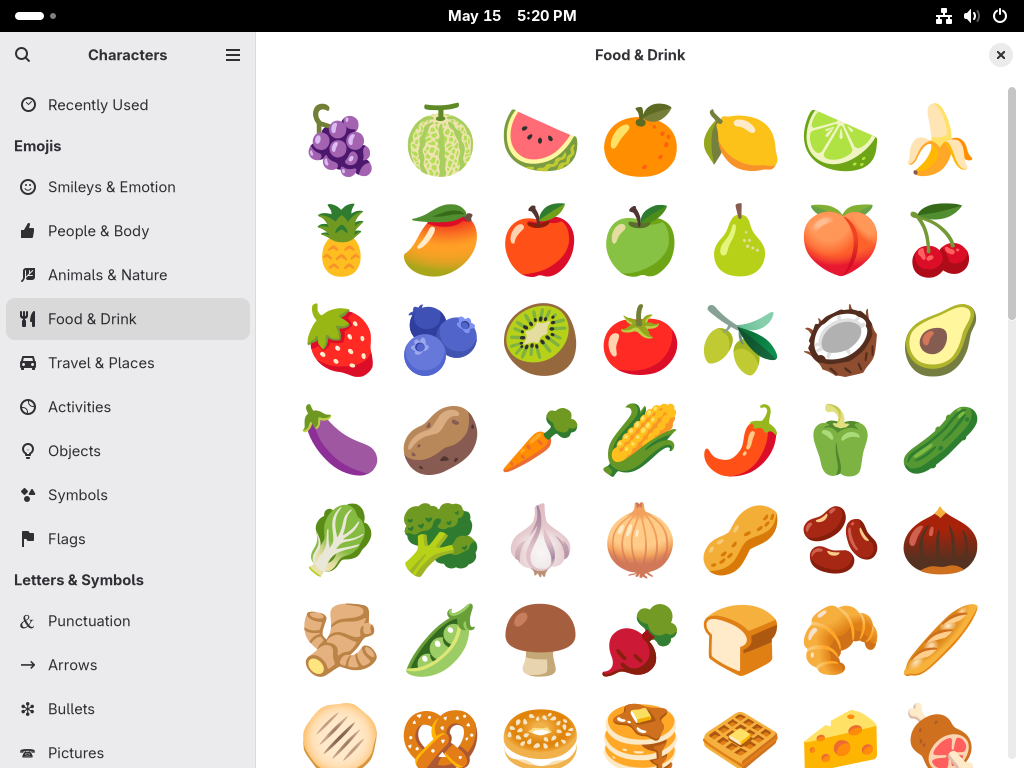 May 15 5:20 PM
Characters
Food & Drink
Recently Used
Emojis
Smileys & Emotion
People & Body
Animals & Nature
Food & Drink
Travel & Places
Activities
Objects
Symbols
Flags
Letters & Symbols
& Punctuation
→ Arrows
Bullets
Pictures